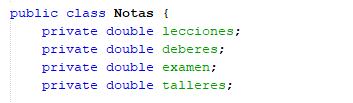 public class Notas {
    private double lecciones;
    private double deberes;
    private double examen;
    private double talleres;